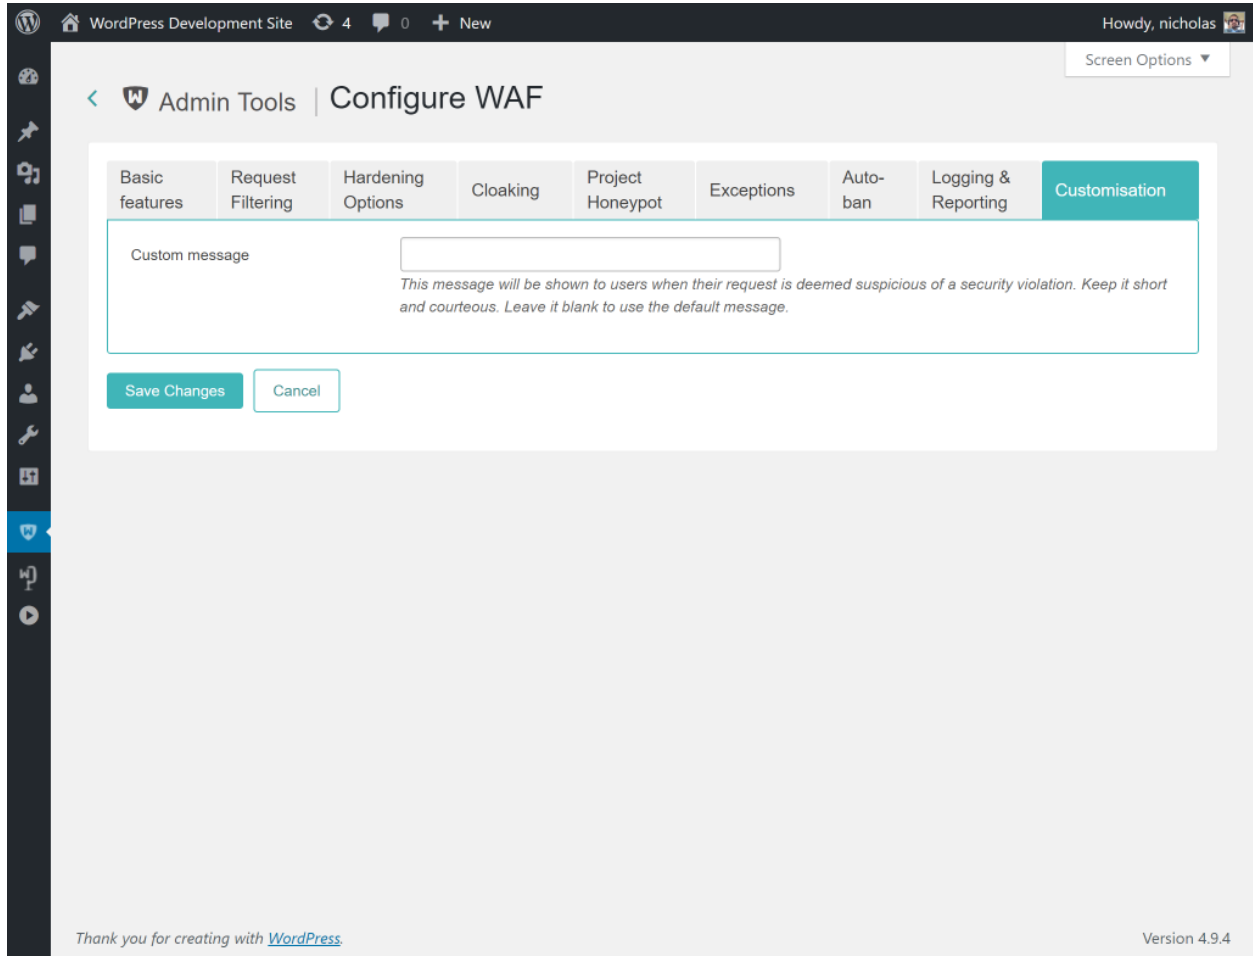 WordPress Development Site 4 0 New Howdy, nicholas
Screen Options
Admin Tools | Configure WAF
Basic features
Request Filtering
Hardening Options
Cloaking
Project Honeypot
Exceptions
Auto-ban
Logging & Reporting
Customisation
Custom message
This message will be shown to users when their request is deemed suspicious of a security violation. Keep it short
and courteous. Leave it blank to use the default message.
Save Changes Cancel
Thank you for creating with WordPress. Version 4.9.4